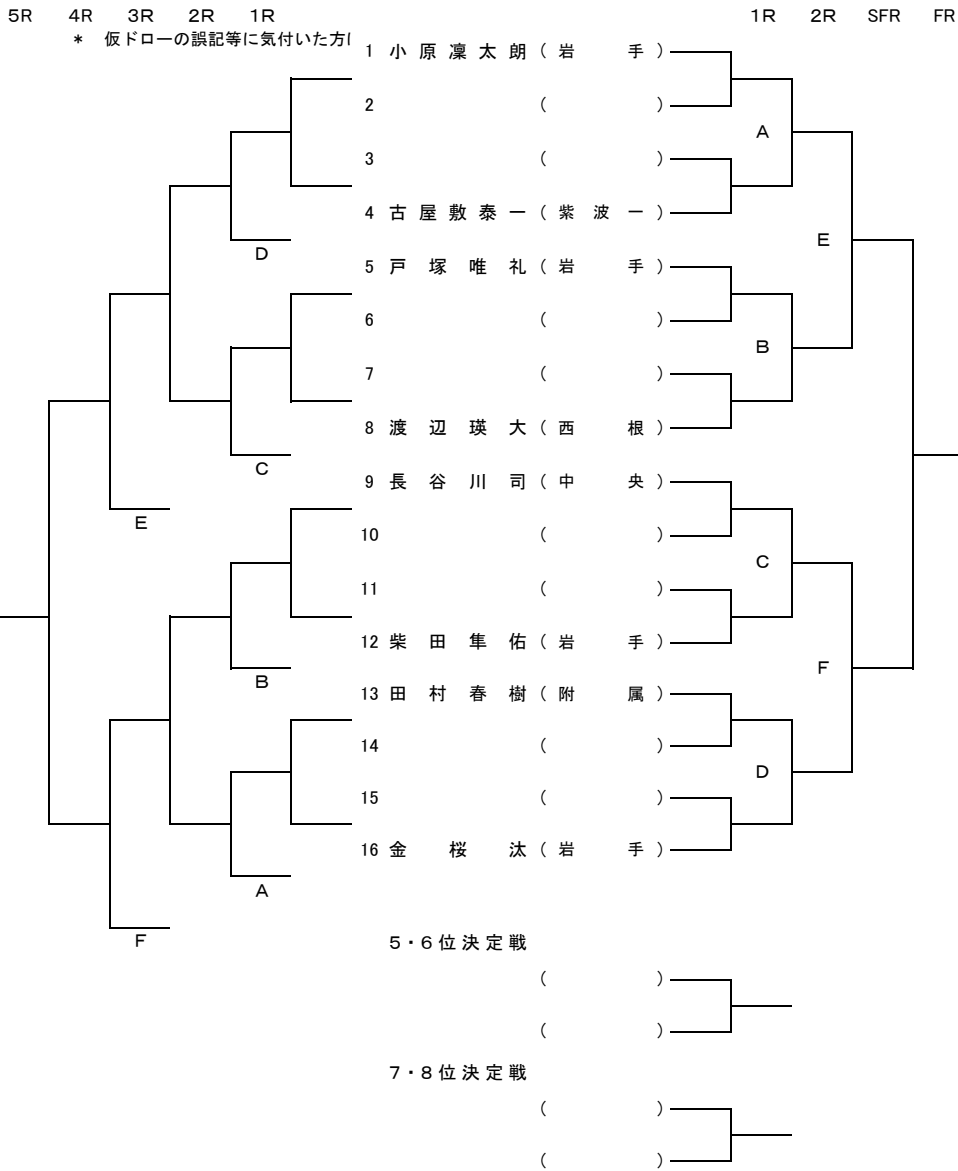 5R 4R 3R 2R 1R 1R 2R SFR FR
* 仮ドローの誤記等に気付いた方
1 小原凜太朗 (岩手)
2 ( )
A
3 ( )
4 古屋敷泰一 (紫波一)
E
D
5 戸塚唯礼 (岩手)
6 ( )
B
7 ( )
8 渡辺瑛大 (西根)
C
9 長谷川司 (中央)
E
10 ( )
C
11 ( )
12 柴田隼佑 (岩手)
F
B
13 田村春樹 (附属)
14 ( )
D
15 ( )
16 金桜汰 (岩手)
A
F
5・6位決定戦
( )
( )
7・8位決定戦
( )
( )